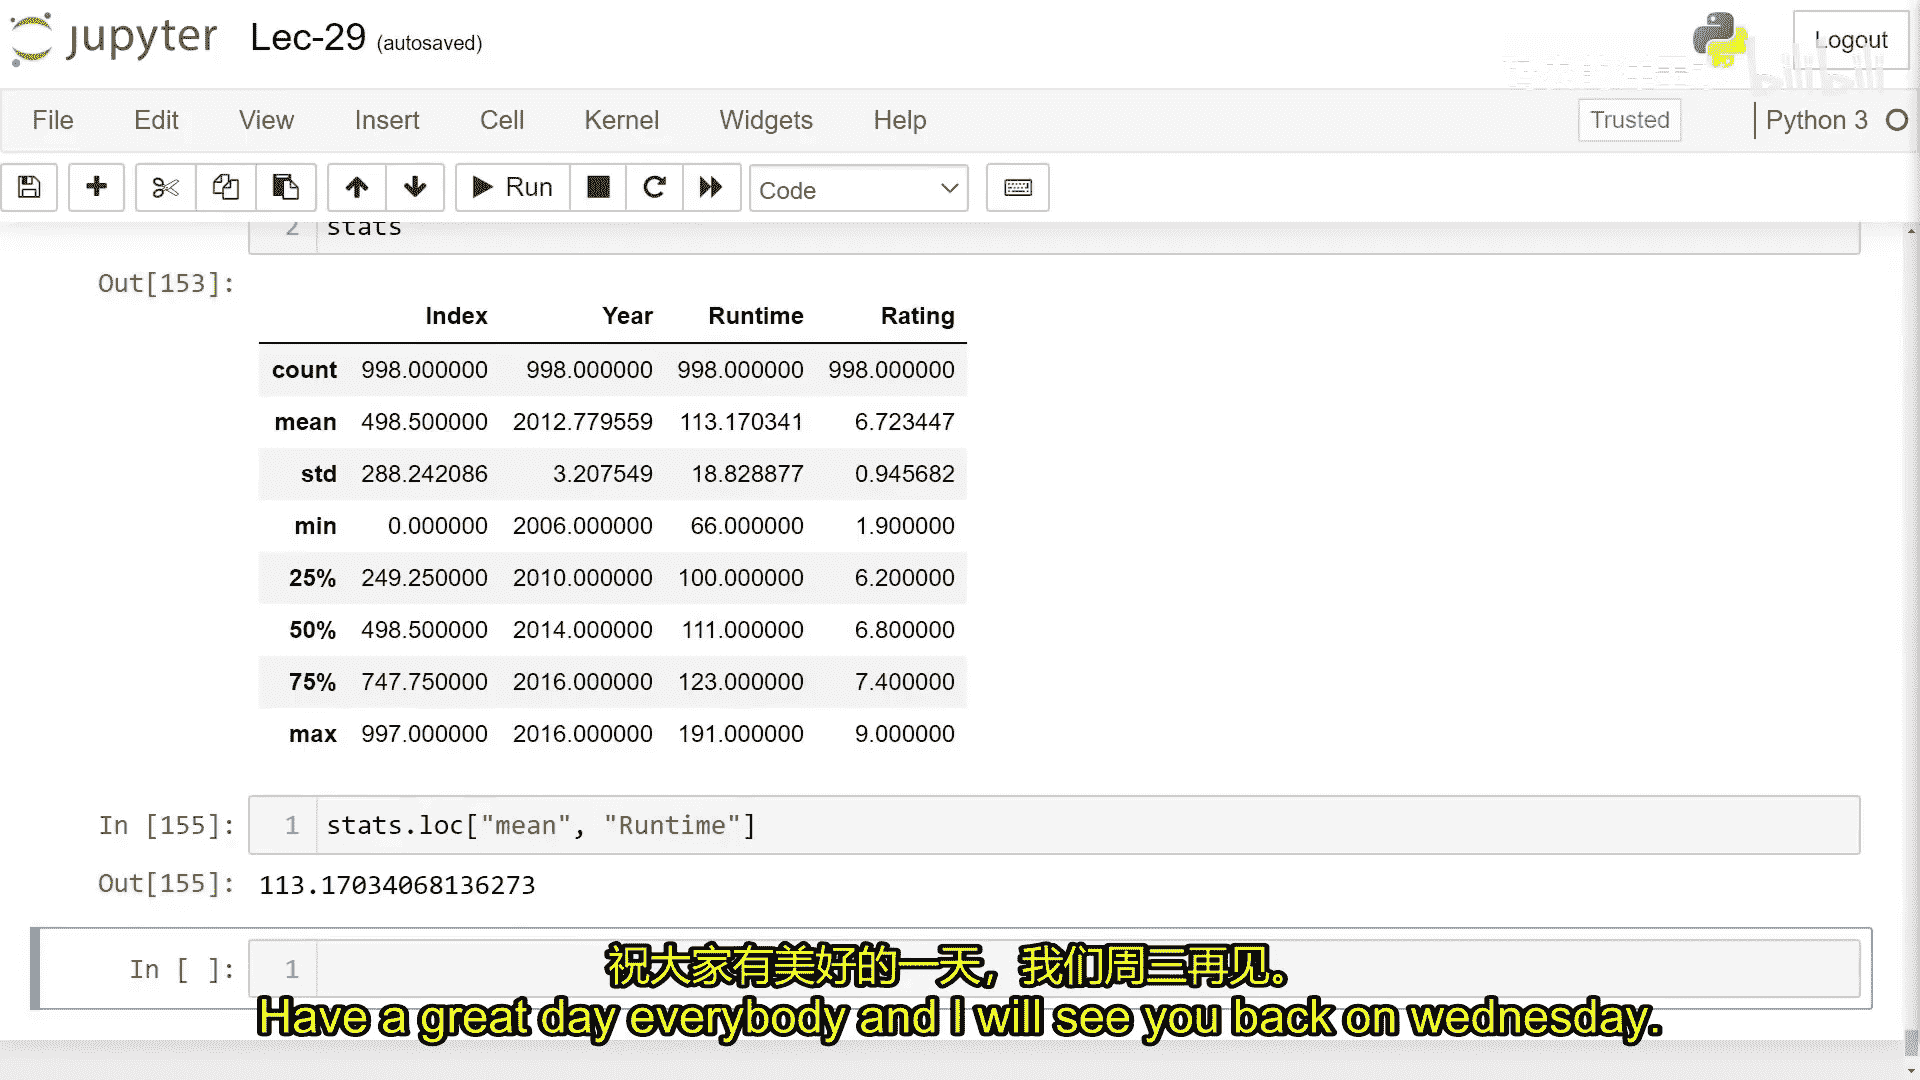 jupyter Lec-29 (autosaved)
Logout
bilibili
File Edit View Insert Cell Kernel Widgets Help Trusted Python 3
Run Code
2 stats
Out[153]:
Index Year Runtime Rating
count 998.000000 998.000000 998.000000 998.000000
mean 498.500000 2012.779559 113.170341 6.723447
std 288.242086 3.207549 18.828877 0.945682
min 0.000000 2006.000000 66.000000 1.900000
25% 249.250000 2010.000000 100.000000 6.200000
50% 498.500000 2014.000000 111.000000 6.800000
75% 747.750000 2016.000000 123.000000 7.400000
max 997.000000 2016.000000 191.000000 9.000000
In [155]: 1 stats.loc["mean", "Runtime"]
Out[155]: 113.17034068136273
In [ ]: 1
祝大家有美好的一天，我们周三再见。
Have a great day everybody and I will see you back on wednesday.